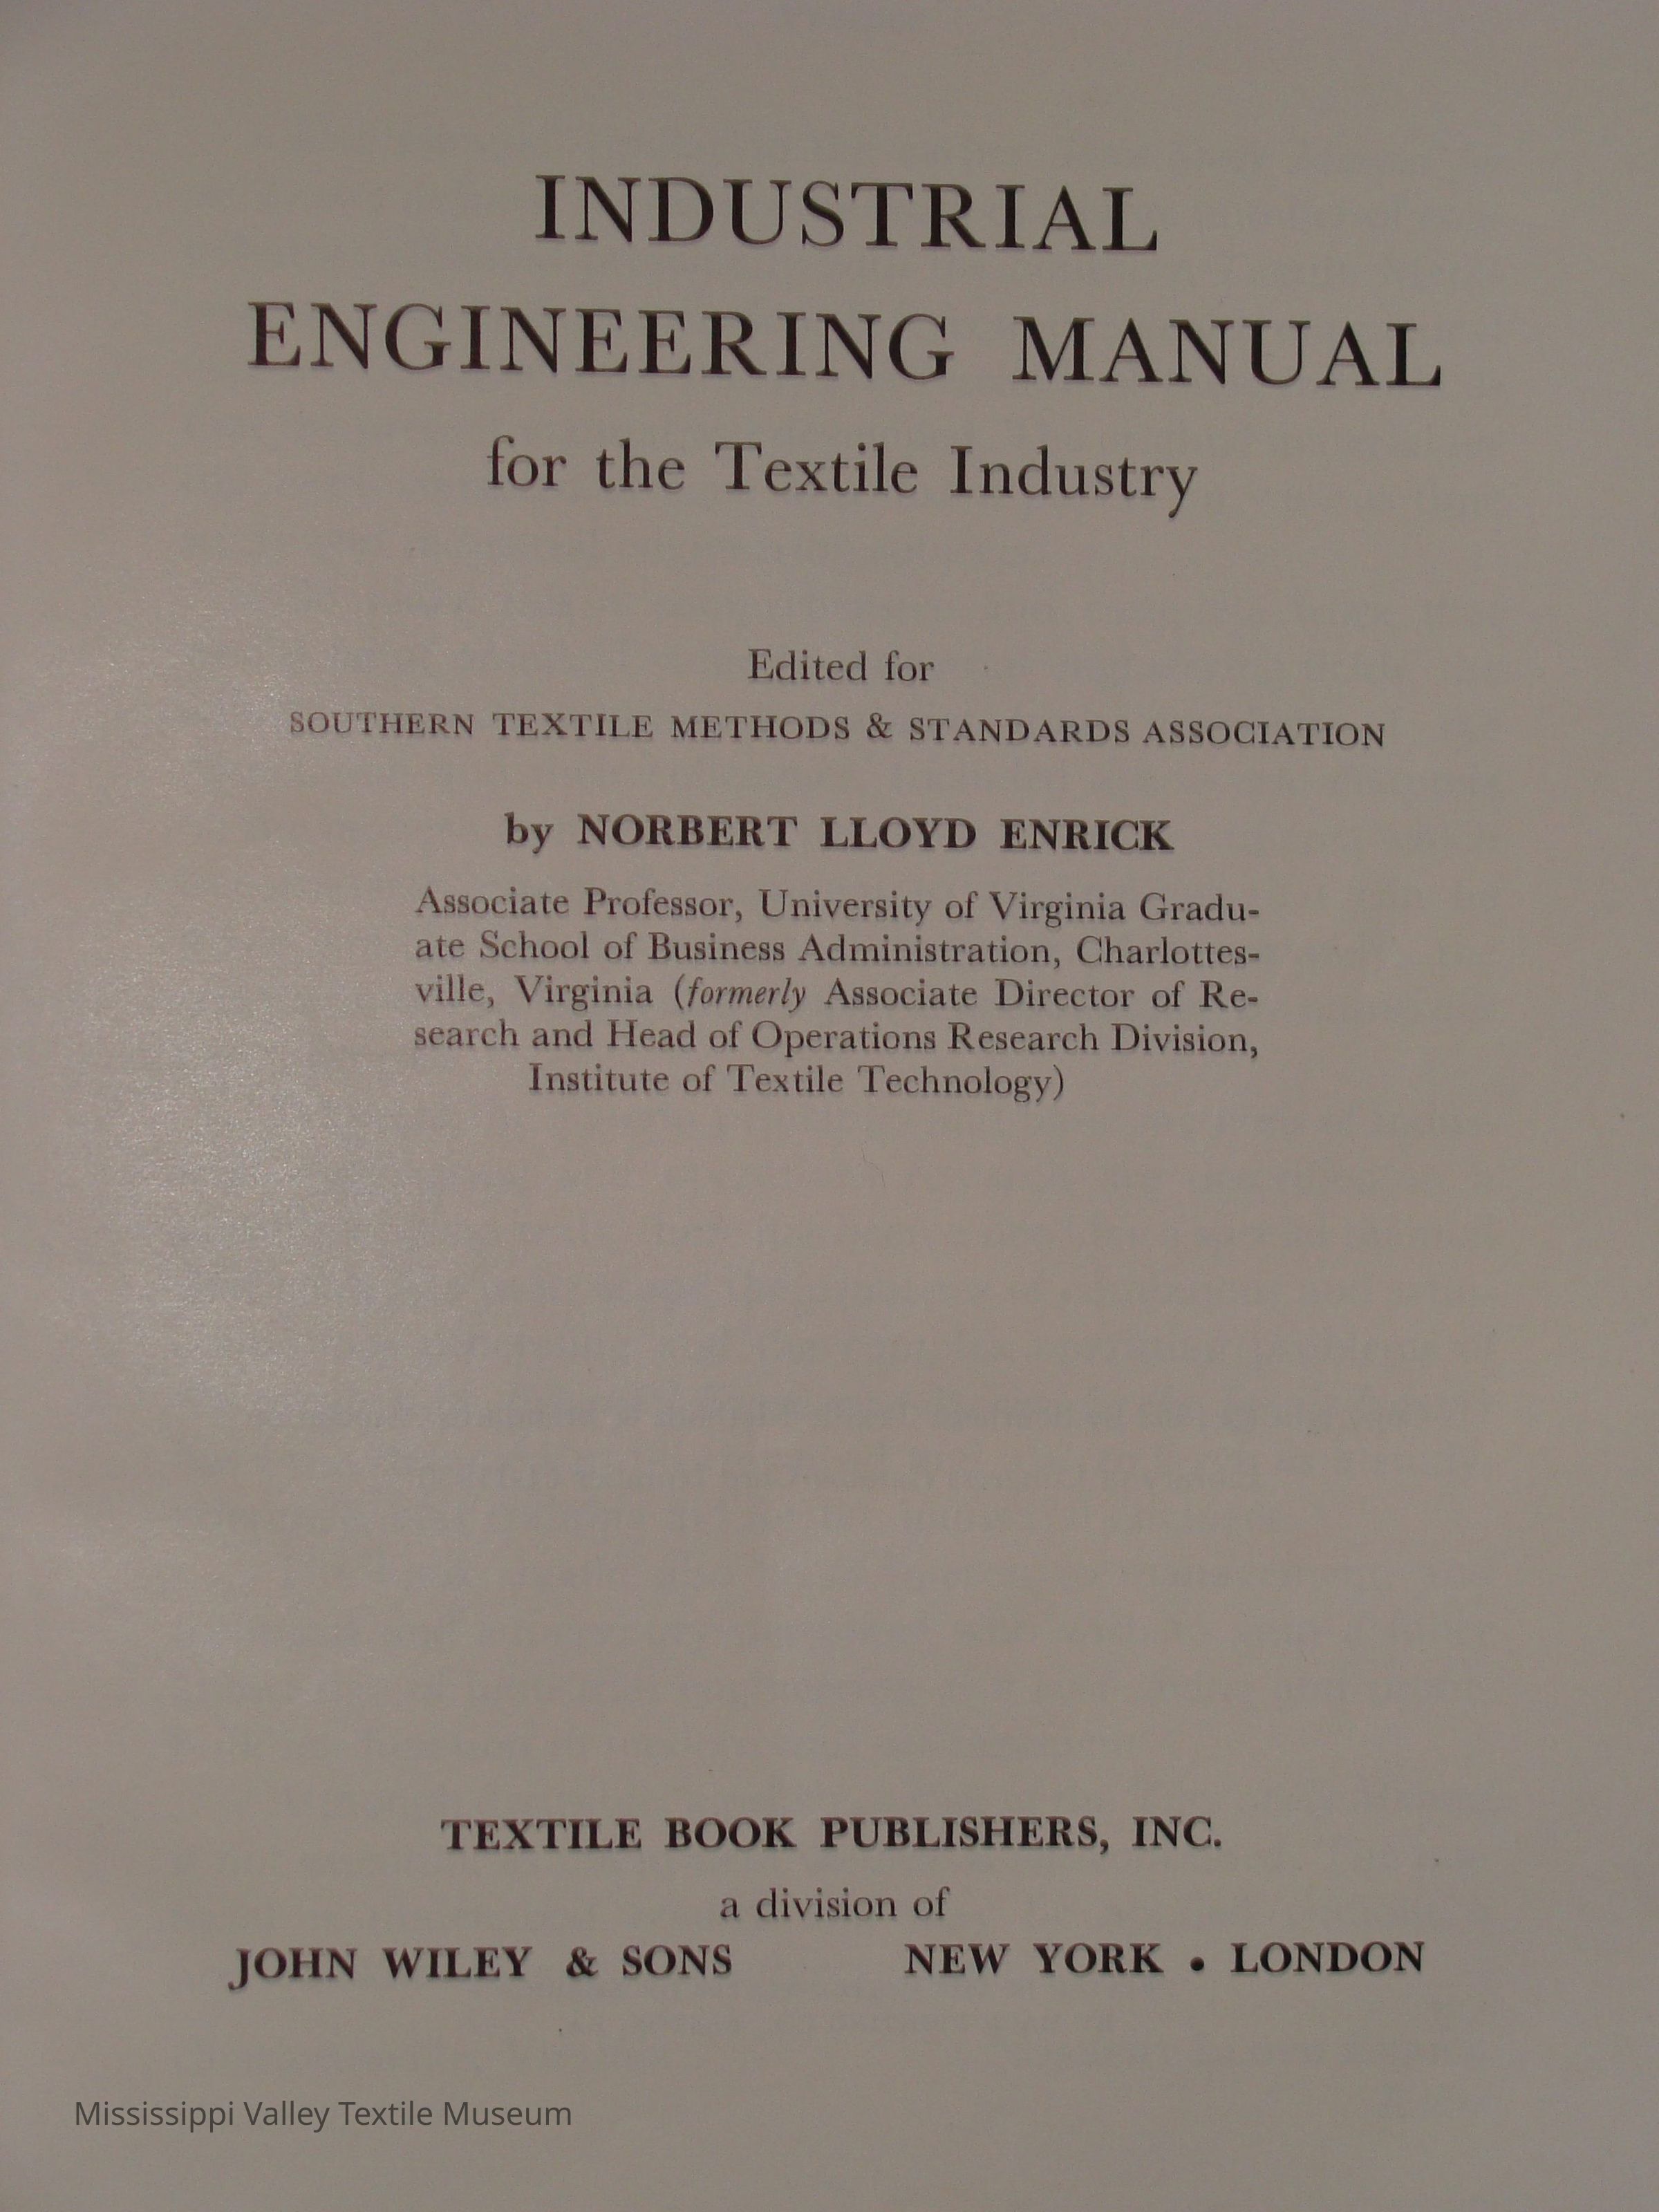 INDUSTRIAL
ENGINEERING MANUAL
for the Textile Industry
Edited for
SOUTHERN TEXTILE METHODS & STANDARDS ASSOCIATION
by NORBERT LLOYD ENRICK
Associate Professor, University of Virginia Gradu-
ate School of Business Administration, Charlottes-
ville, Virginia (formerly Associate Director of Re-
search and Head of Operations Research Division,
Institute of Textile Technology)
TEXTILE BOOK PUBLISHERS, INC.
a division of
JOHN WILEY & SONS NEW YORK • LONDON
Mississippi Valley Textile Museum